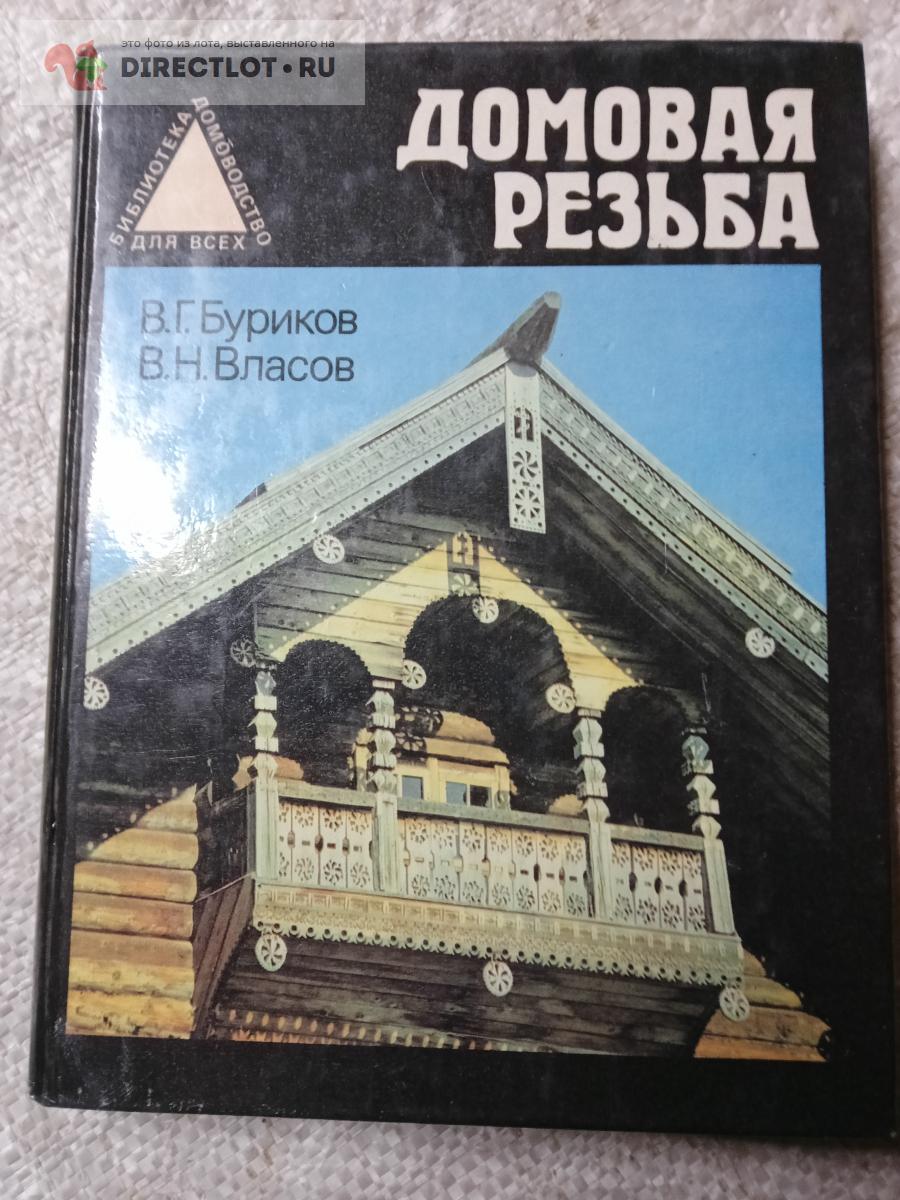 это фото из лота, выставленного на
DIRECTLOT•RU
БИБЛИОТЕКА
ДОМОВОДСТВО
ДЛЯ ВСЕХ
ДОМОВАЯ
РЕЗЬБА
В.Г. Буриков
В.Н. Власов